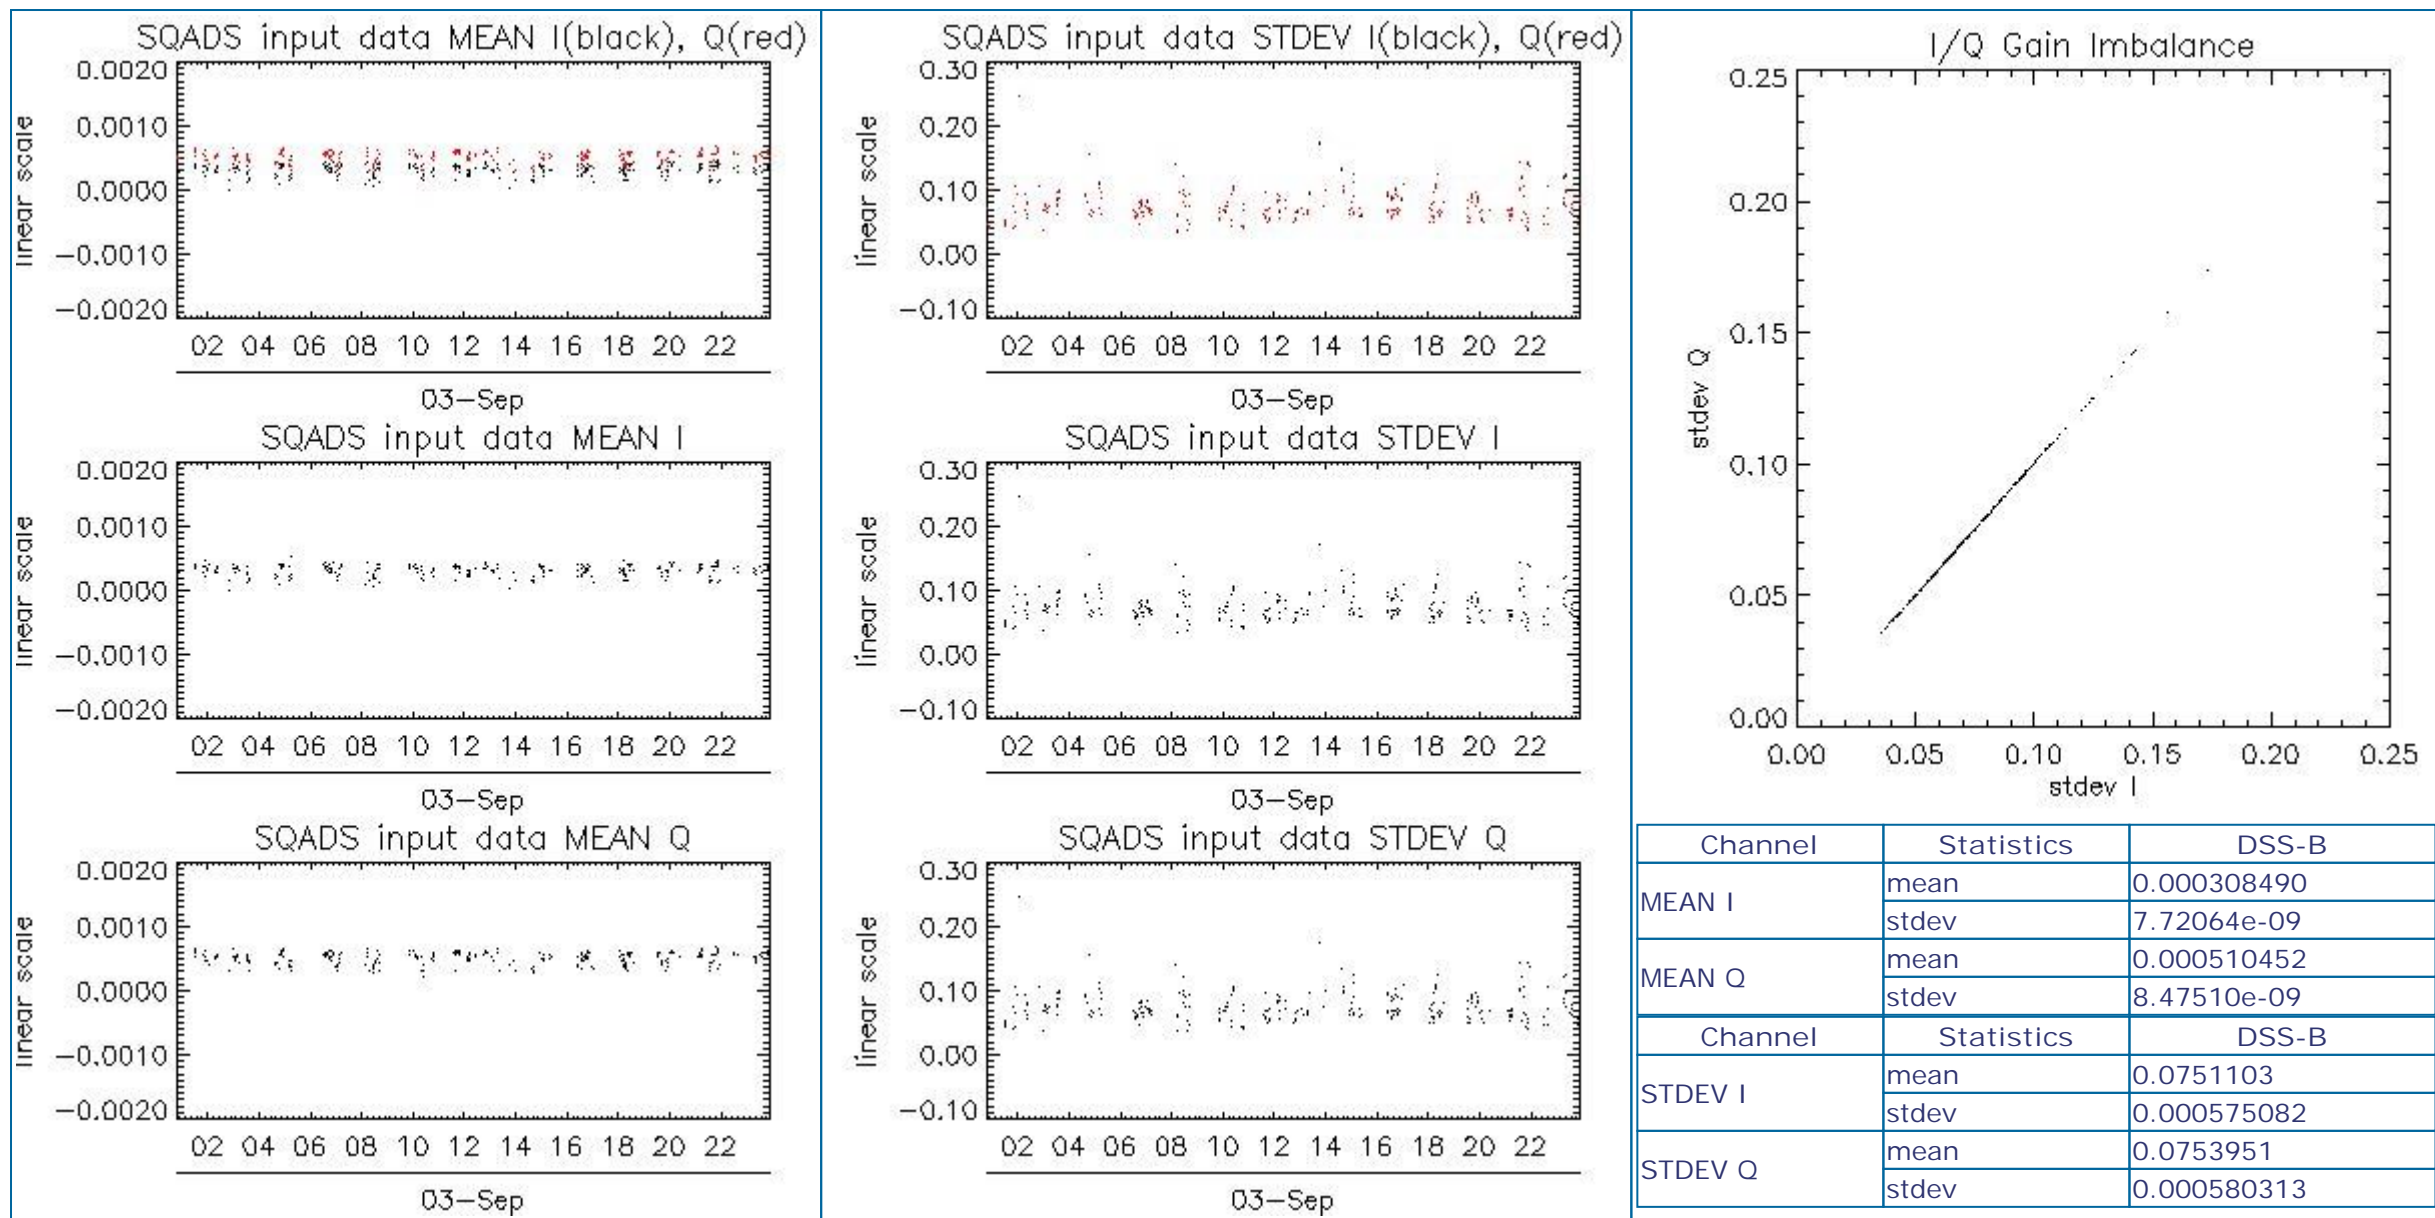 SQADS input data MEAN I(black), Q(red)
0.0020
0.0010
0.0000
-0.0010
-0.0020
linear scale
02 04 06 08 10 12 14 16 18 20 22
03-Sep
SQADS input data MEAN I
0.0020
0.0010
0.0000
-0.0010
-0.0020
linear scale
02 04 06 08 10 12 14 16 18 20 22
03-Sep
SQADS input data MEAN Q
0.0020
0.0010
0.0000
-0.0010
-0.0020
linear scale
02 04 06 08 10 12 14 16 18 20 22
03-Sep
SQADS input data STDEV I(black), Q(red)
0.30
0.20
0.10
0.00
-0.10
linear scale
02 04 06 08 10 12 14 16 18 20 22
03-Sep
SQADS input data STDEV I
0.30
0.20
0.10
0.00
-0.10
linear scale
02 04 06 08 10 12 14 16 18 20 22
03-Sep
SQADS input data STDEV Q
0.30
0.20
0.10
0.00
-0.10
linear scale
02 04 06 08 10 12 14 16 18 20 22
03-Sep
I/Q Gain Imbalance
0.25
0.20
0.15
0.10
0.05
0.00
stdev Q
0.00 0.05 0.10 0.15 0.20 0.25
stdev I
Channel Statistics DSS-B
MEAN I mean 0.000308490
stdev 7.72064e-09
MEAN Q mean 0.000510452
stdev 8.47510e-09
Channel Statistics DSS-B
STDEV I mean 0.0751103
stdev 0.000575082
STDEV Q mean 0.0753951
stdev 0.000580313